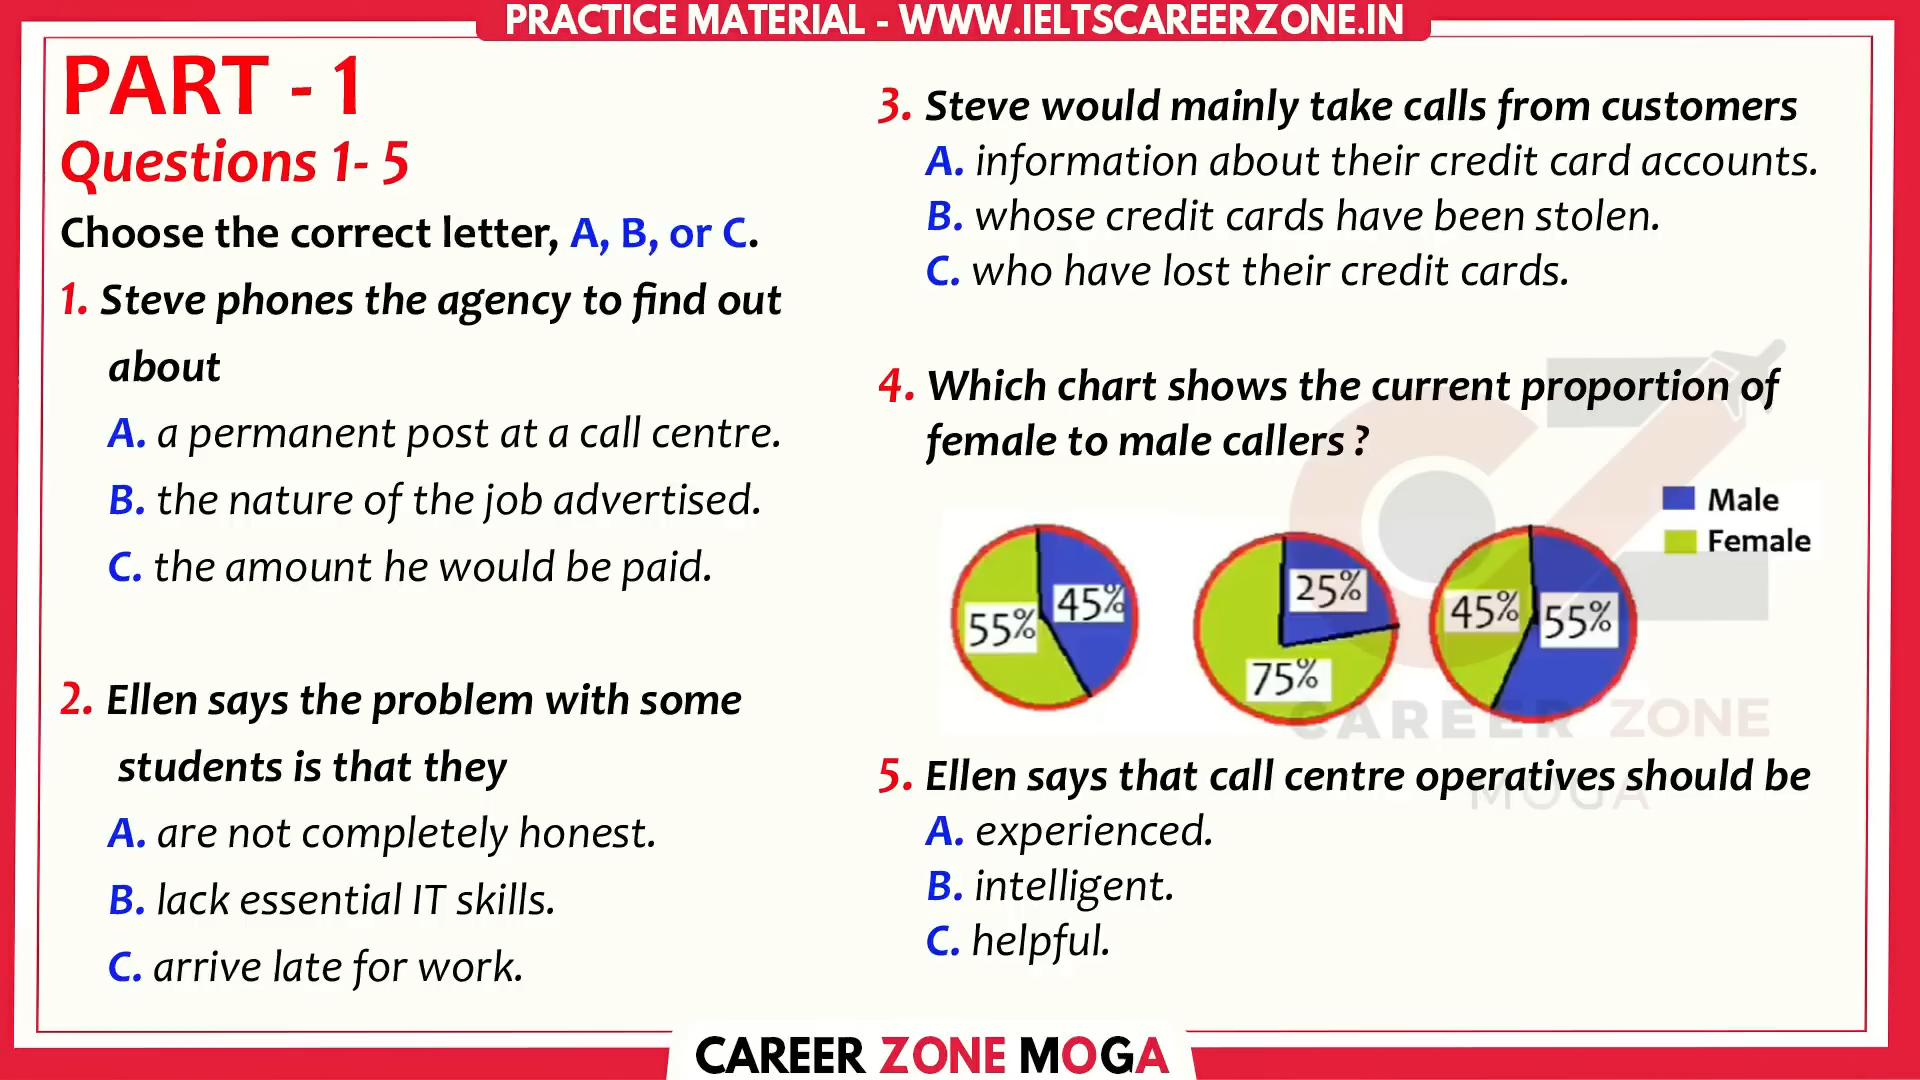 PRACTICE MATERIAL - WWW.IELTSCAREERZONE.IN
PART - 1
Questions 1- 5
Choose the correct letter, A, B, or C.
1. Steve phones the agency to find out
about
A. a permanent post at a call centre.
B. the nature of the job advertised.
C. the amount he would be paid.
2. Ellen says the problem with some
students is that they
A. are not completely honest.
B. lack essential IT skills.
C. arrive late for work.
3. Steve would mainly take calls from customers
A. information about their credit card accounts.
B. whose credit cards have been stolen.
C. who have lost their credit cards.
4. Which chart shows the current proportion of
female to male callers ?
Male
Female
55% 45%
25%
75%
45% 55%
CAREER ZONE
MOGA
5. Ellen says that call centre operatives should be
A. experienced.
B. intelligent.
C. helpful.
CAREER ZONE MOGA